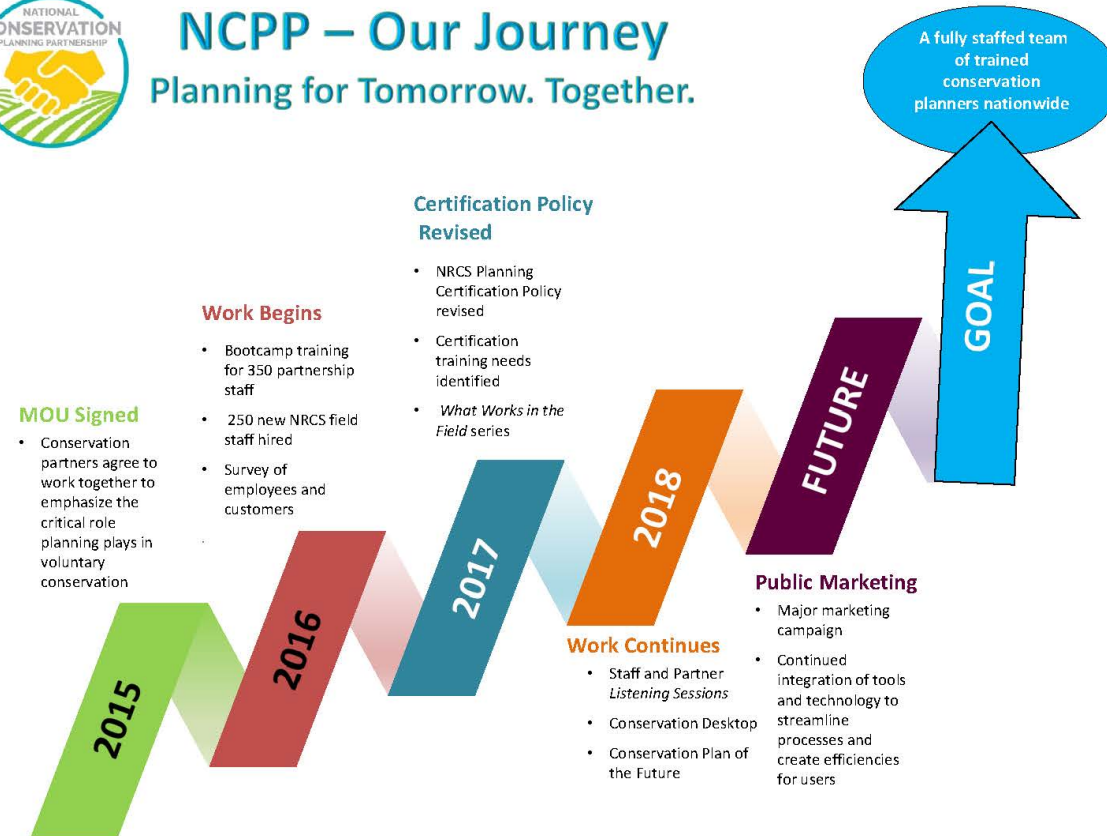 NATIONAL
CONSERVATION
PLANNING PARTNERSHIP
NCPP – Our Journey
Planning for Tomorrow. Together.
A fully staffed team
of trained
conservation
planners nationwide
GOAL
Certification Policy
Revised
• NRCS Planning
Certification Policy
revised
• Certification
training needs
identified
• What Works in the
Field series
Work Begins
• Bootcamp training
for 350 partnership
staff
• 250 new NRCS field
staff hired
• Survey of
employees and
customers
MOU Signed
• Conservation
partners agree to
work together to
emphasize the
critical role
planning plays in
voluntary
conservation
2015
2016
2017
2018
FUTURE
Work Continues
• Staff and Partner
Listening Sessions
• Conservation Desktop
• Conservation Plan of
the Future
Public Marketing
• Major marketing
campaign
• Continued
integration of tools
and technology to
streamline
processes and
create efficiencies
for users